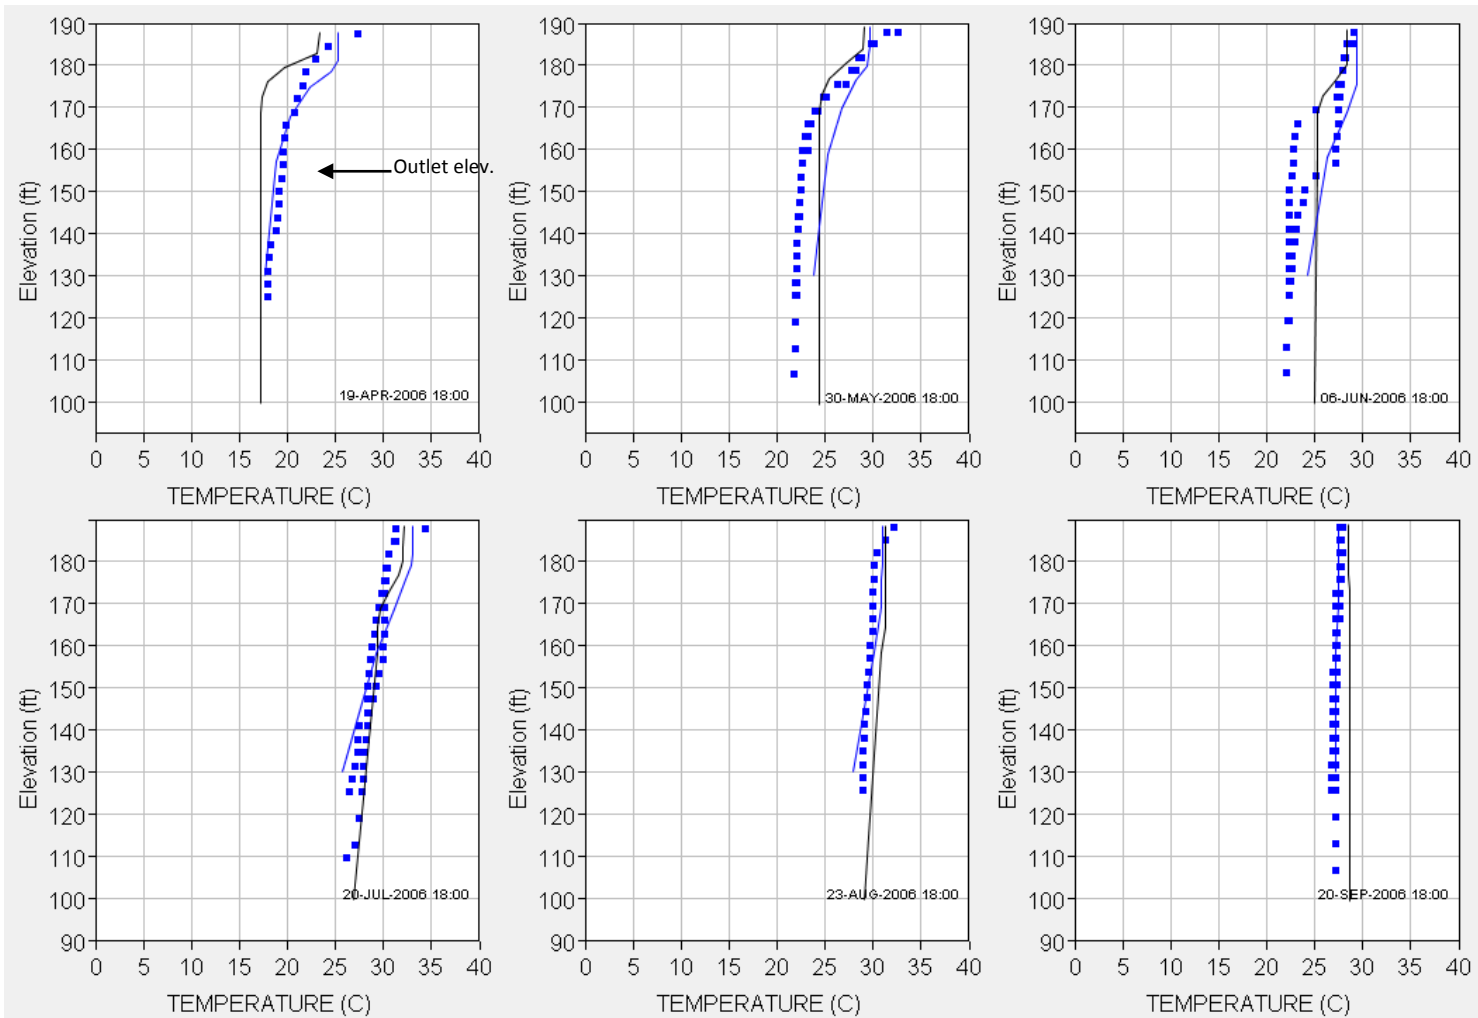 190
180
170
160
150
140
130
120
110
100
Elevation (ft)
Outlet elev.
19-APR-2006 18:00
0 5 10 15 20 25 30 35 40
TEMPERATURE (C)
190
180
170
160
150
140
130
120
110
100
Elevation (ft)
30-MAY-2006 18:00
0 5 10 15 20 25 30 35 40
TEMPERATURE (C)
190
180
170
160
150
140
130
120
110
100
Elevation (ft)
06-JUN-2006 18:00
0 5 10 15 20 25 30 35 40
TEMPERATURE (C)
180
170
160
150
140
130
120
110
100
90
Elevation (ft)
20-JUL-2006 18:00
0 5 10 15 20 25 30 35 40
TEMPERATURE (C)
180
170
160
150
140
130
120
110
100
90
Elevation (ft)
23-AUG-2006 18:00
0 5 10 15 20 25 30 35 40
TEMPERATURE (C)
180
170
160
150
140
130
120
110
100
90
Elevation (ft)
20-SEP-2006 18:00
0 5 10 15 20 25 30 35 40
TEMPERATURE (C)